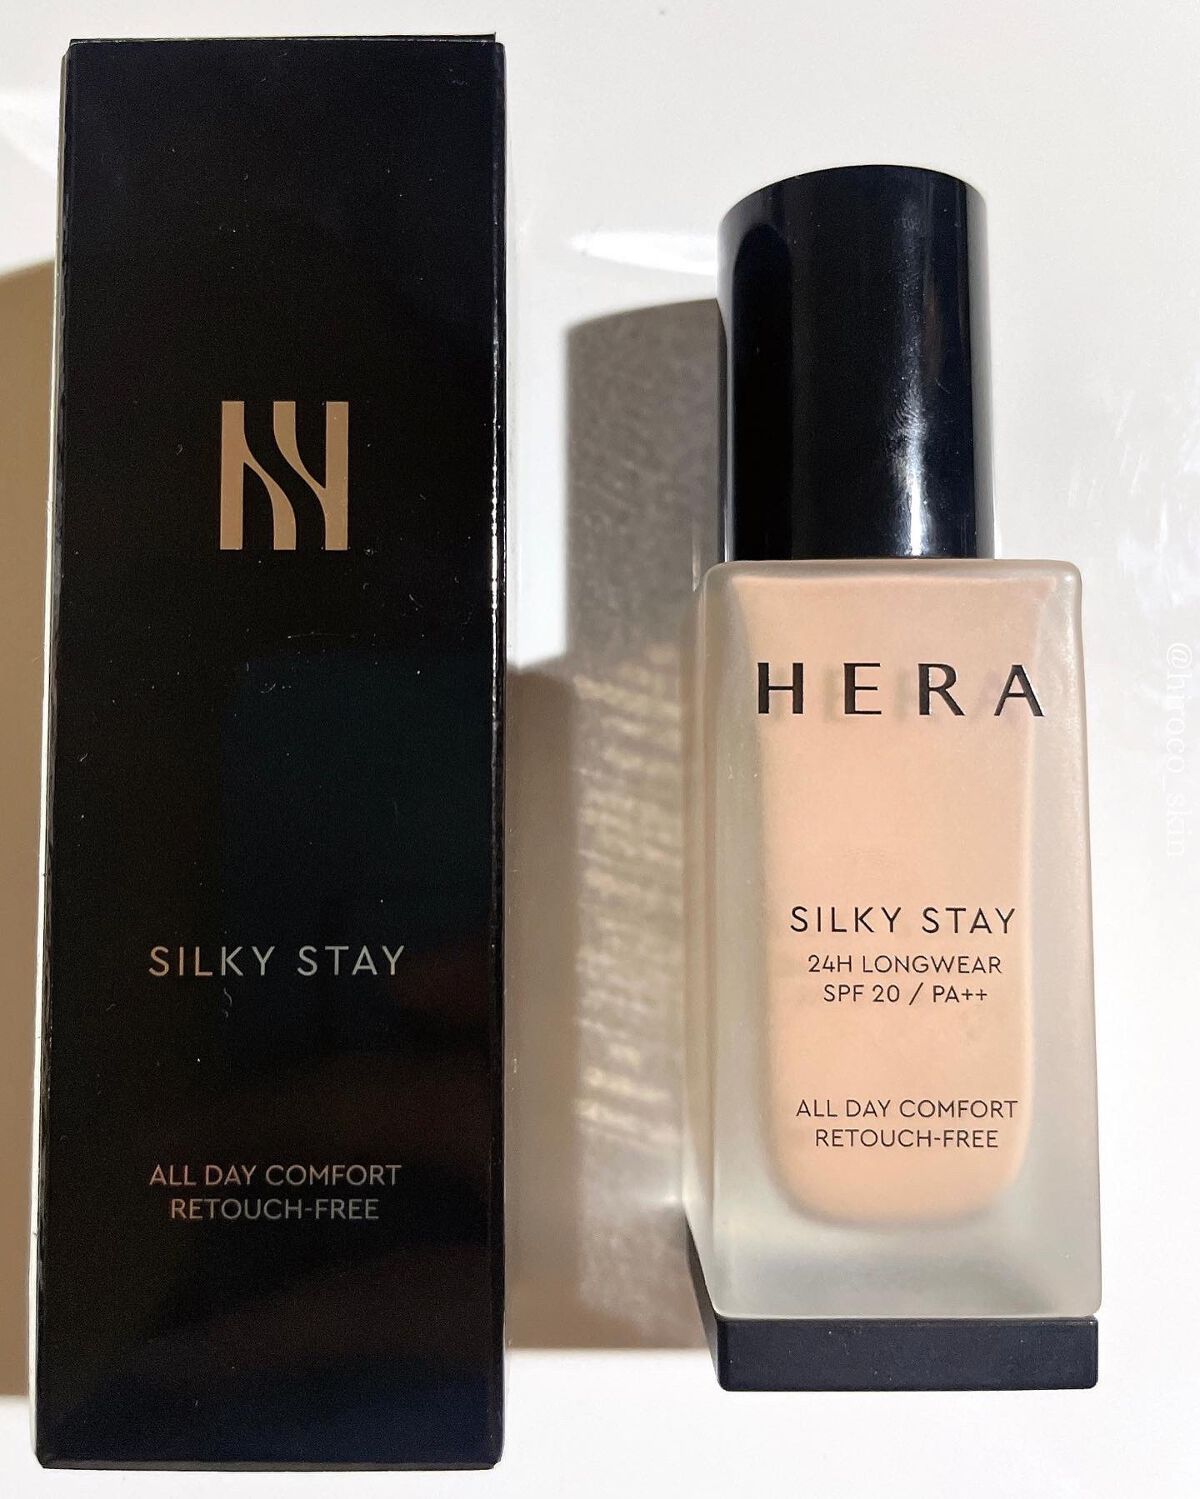 SILKY STAY
ALL DAY COMFORT
RETOUCH-FREE
HERA
SILKY STAY
24H LONGWEAR
SPF 20 / PA++
ALL DAY COMFORT
RETOUCH-FREE
@hiroco_skin